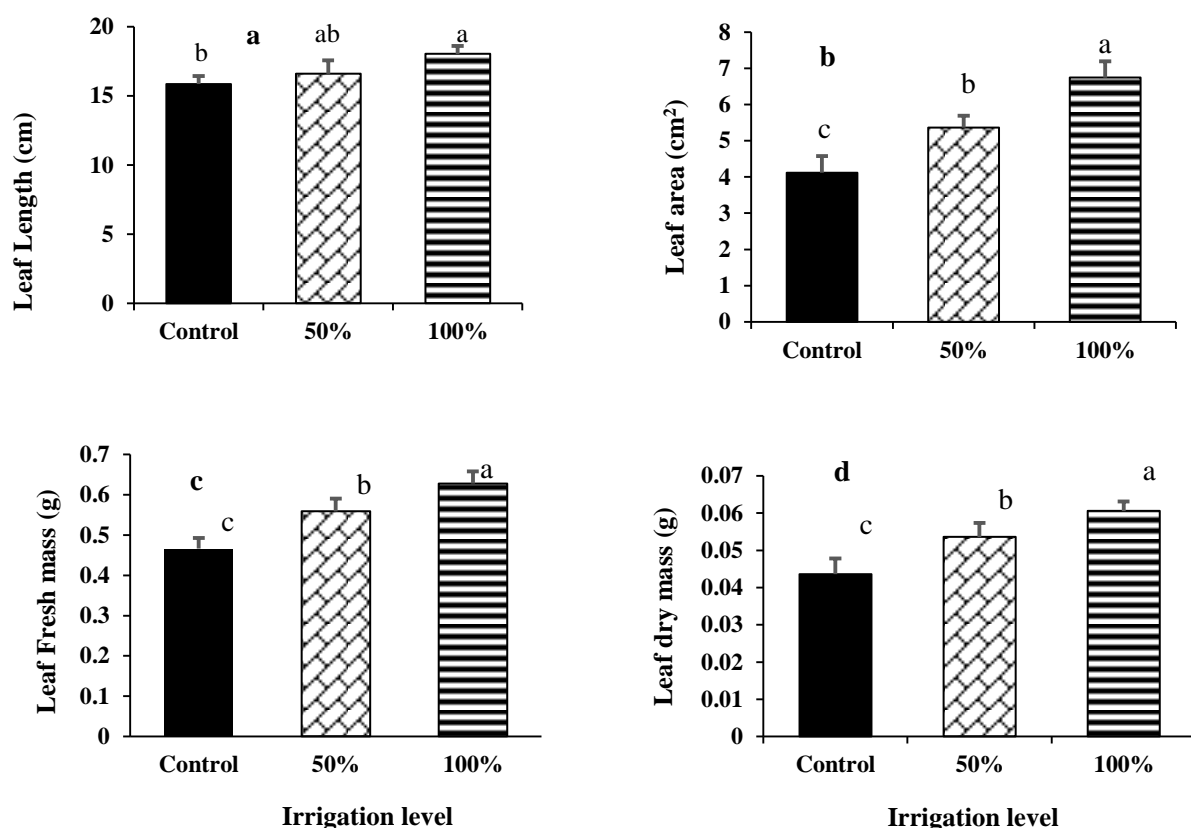 Leaf Length (cm)
20
15
10
5
0
b
a
ab
a
Control 50% 100%
Leaf area (cm²)
8
7
6
5
4
3
2
1
0
b
c
b
a
Control 50% 100%
Leaf Fresh mass (g)
0.7
0.6
0.5
0.4
0.3
0.2
0.1
0
c
c
b
a
Control 50% 100%
Irrigation level
Leaf dry mass (g)
0.07
0.06
0.05
0.04
0.03
0.02
0.01
0
d
c
b
a
Control 50% 100%
Irrigation level